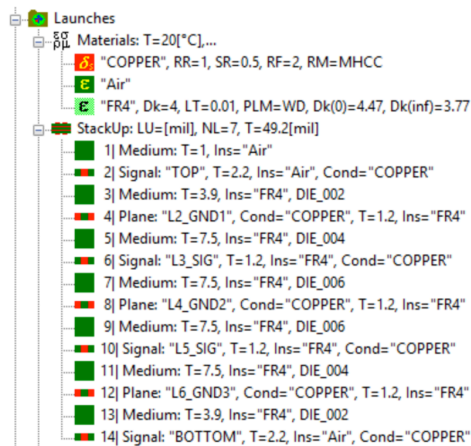 Launches
εσ ρμ Materials: T=20[°C],...
δs "COPPER", RR=1, SR=0.5, RF=2, RM=MHCC
ε "Air"
ε "FR4", Dk=4, LT=0.01, PLM=WD, Dk(0)=4.47, Dk(inf)=3.77
StackUp: LU=[mil], NL=7, T=49.2[mil]
1| Medium: T=1, Ins="Air"
2| Signal: "TOP", T=2.2, Ins="Air", Cond="COPPER"
3| Medium: T=3.9, Ins="FR4", DIE_002
4| Plane: "L2_GND1", Cond="COPPER", T=1.2, Ins="FR4"
5| Medium: T=7.5, Ins="FR4", DIE_004
6| Signal: "L3_SIG", T=1.2, Ins="FR4", Cond="COPPER"
7| Medium: T=7.5, Ins="FR4", DIE_006
8| Plane: "L4_GND2", Cond="COPPER", T=1.2, Ins="FR4"
9| Medium: T=7.5, Ins="FR4", DIE_006
10| Signal: "L5_SIG", T=1.2, Ins="FR4", Cond="COPPER"
11| Medium: T=7.5, Ins="FR4", DIE_004
12| Plane: "L6_GND3", Cond="COPPER", T=1.2, Ins="FR4"
13| Medium: T=3.9, Ins="FR4", DIE_002
14| Signal: "BOTTOM", T=2.2, Ins="Air", Cond="COPPER"